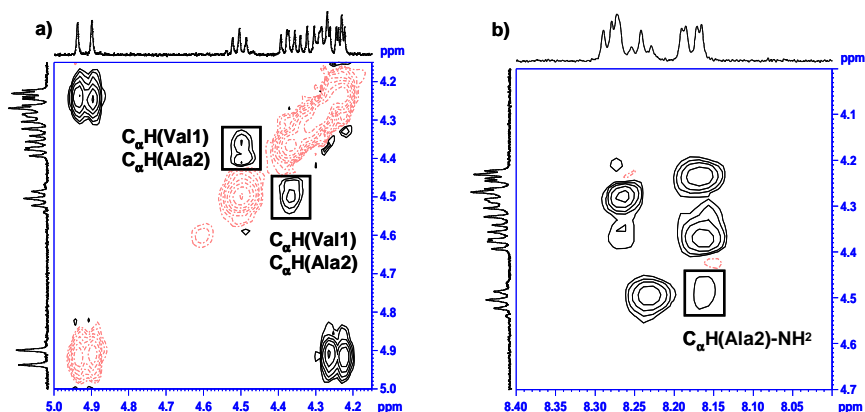 a)
ppm
4.2
4.3
4.4
4.5
4.6
4.7
4.8
4.9
5.0
CαH(Val1)
CαH(Ala2)
CαH(Val1)
CαH(Ala2)
5.0 4.9 4.8 4.7 4.6 4.5 4.4 4.3 4.2 ppm
b)
ppm
4.1
4.2
4.3
4.4
4.5
4.6
4.7
CαH(Ala2)-NH²
8.40 8.35 8.30 8.25 8.20 8.15 8.10 8.05 ppm